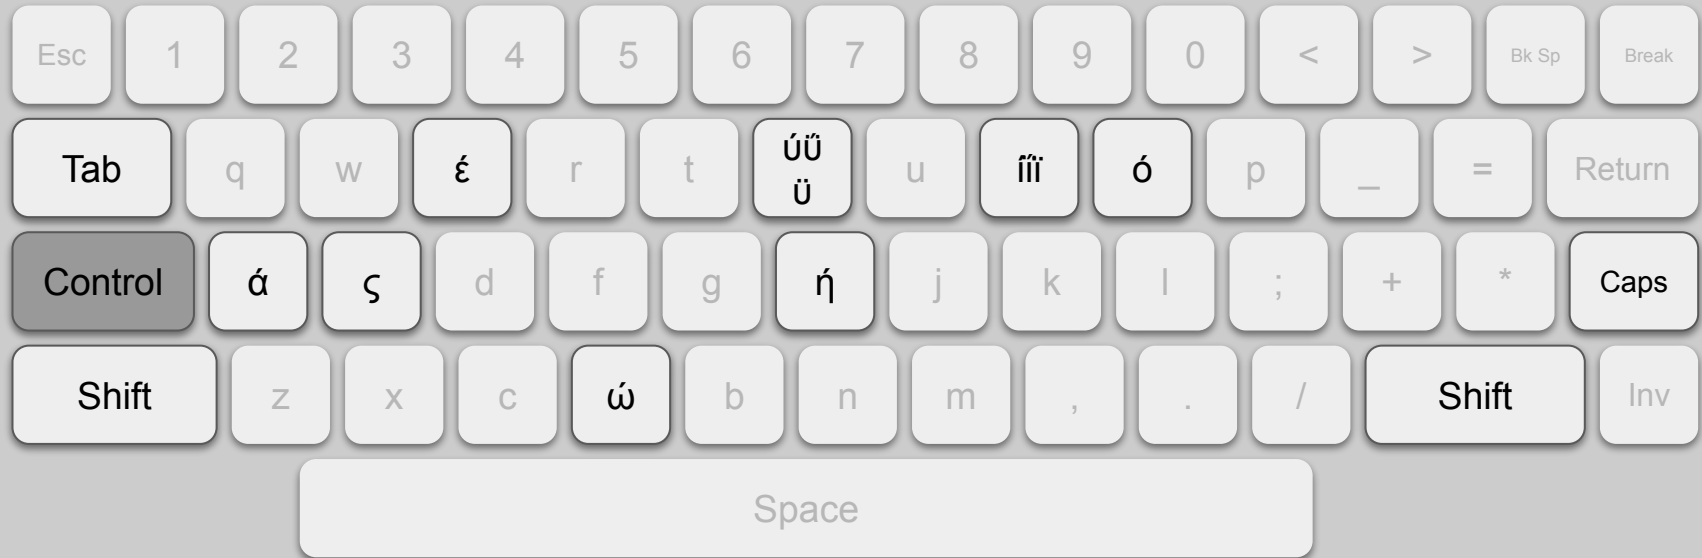 Esc 1 2 3 4 5 6 7 8 9 0 < > Bk Sp Break
Tab q w έ r t ύΰ u ίΐϊ ό p _ = Return
ϋ
Control ά ς d f g ή j k l ; + * Caps
Shift z x c ώ b n m , . / Shift Inv
Space